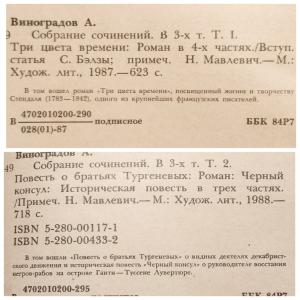 Виноградов А.
9 Собрание сочинений. В 3-х т. Т. I.
Три цвета времени: Роман в 4-х частях./Вступ.
статья С. Бэлзы; примеч. Н. Мавлевич.— М.:
Худож. лит., 1987.—623 с.
В том вошел роман «Три цвета времени», посвященный жизни и творчеству
Стендаля (1783—1842), одного из крупнейших французских писателей.
4702010200-290
028(01)-87
подписное
ББК 84Р7
Виноградов А.
49 Собрание сочинений. В 3-х т. Т. 2.
Повесть о братьях Тургеневых: Роман: Черный
консул: Историческая повесть в трех частях.
/Примеч. Н. Мавлевич.— М.: Худож. лит., 1988.—
718 с.
ISBN 5-280-00117-1
ISBN 5-280-00433-2
В том вошли «Повесть о братьях Тургеневых» о видных деятелях декабрист-
ского движения и историческая повесть «Черный консул» о руководителе восстания
негров-рабов на острове Гаити— Туссене Лувертюре.
4702010200-295
ББК 84Р7